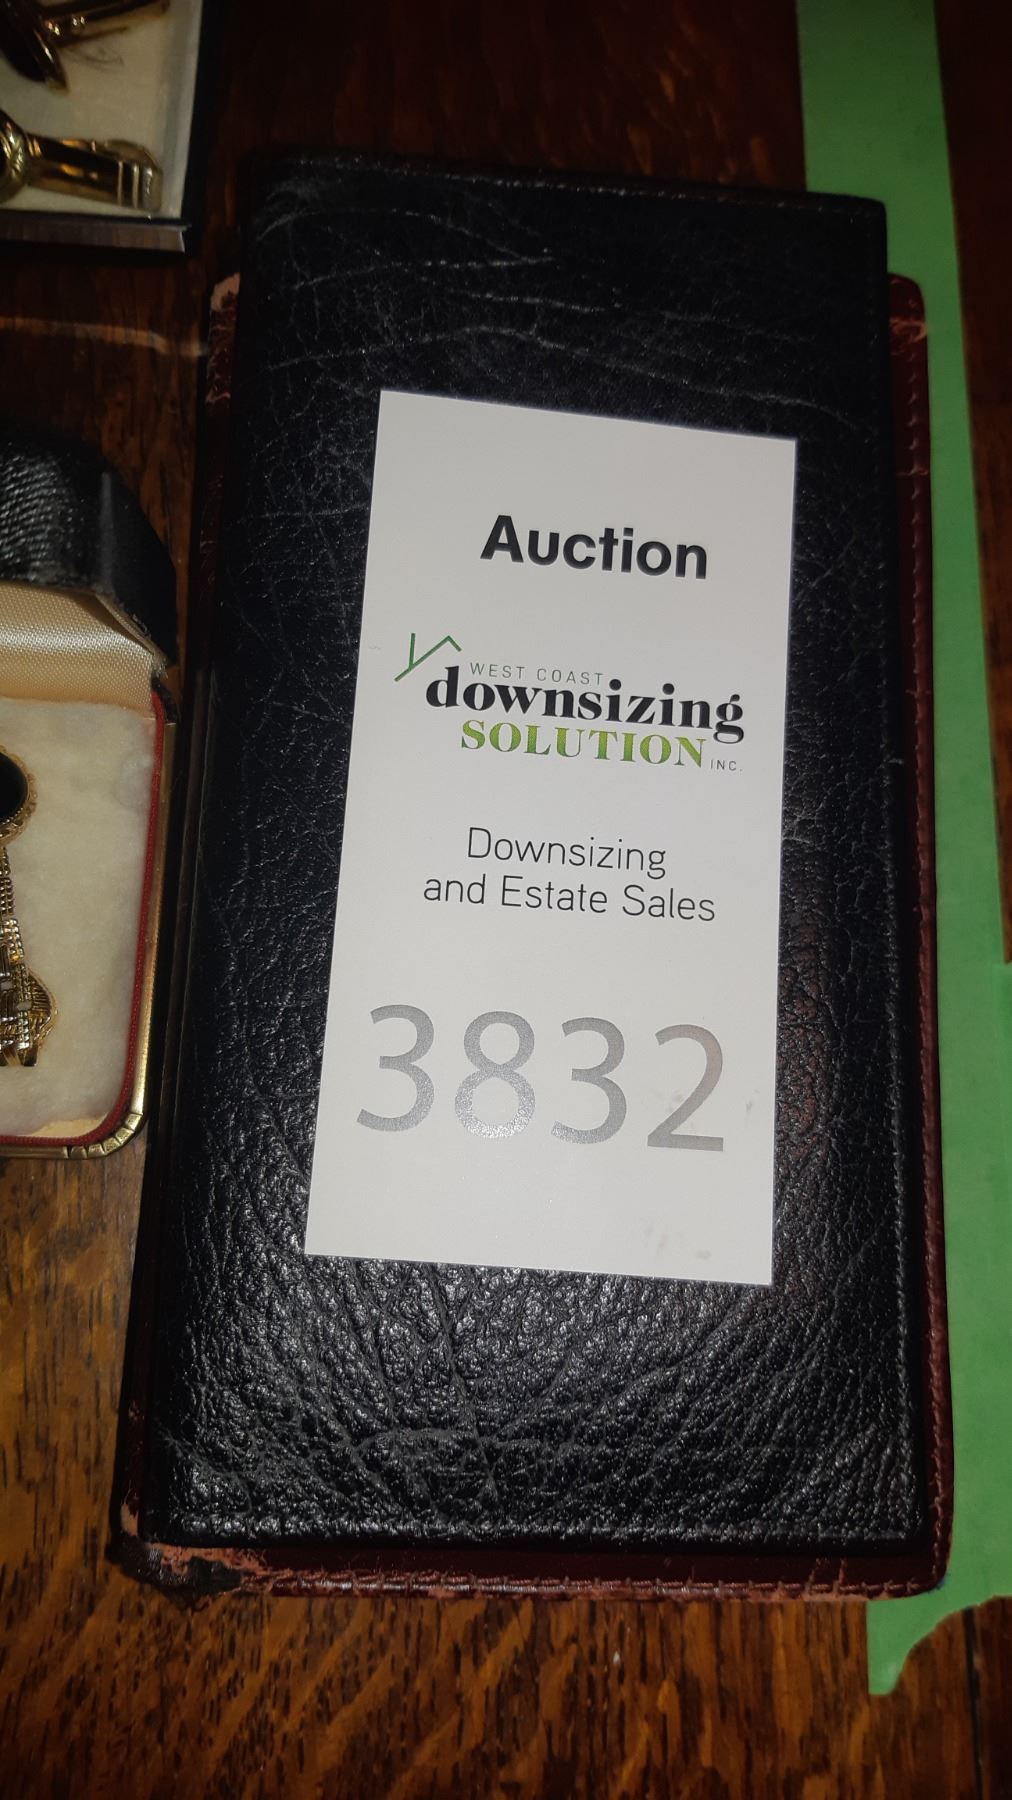 Auction
WEST COAST
downsizing
SOLUTION INC.
Downsizing
and Estate Sales
3832